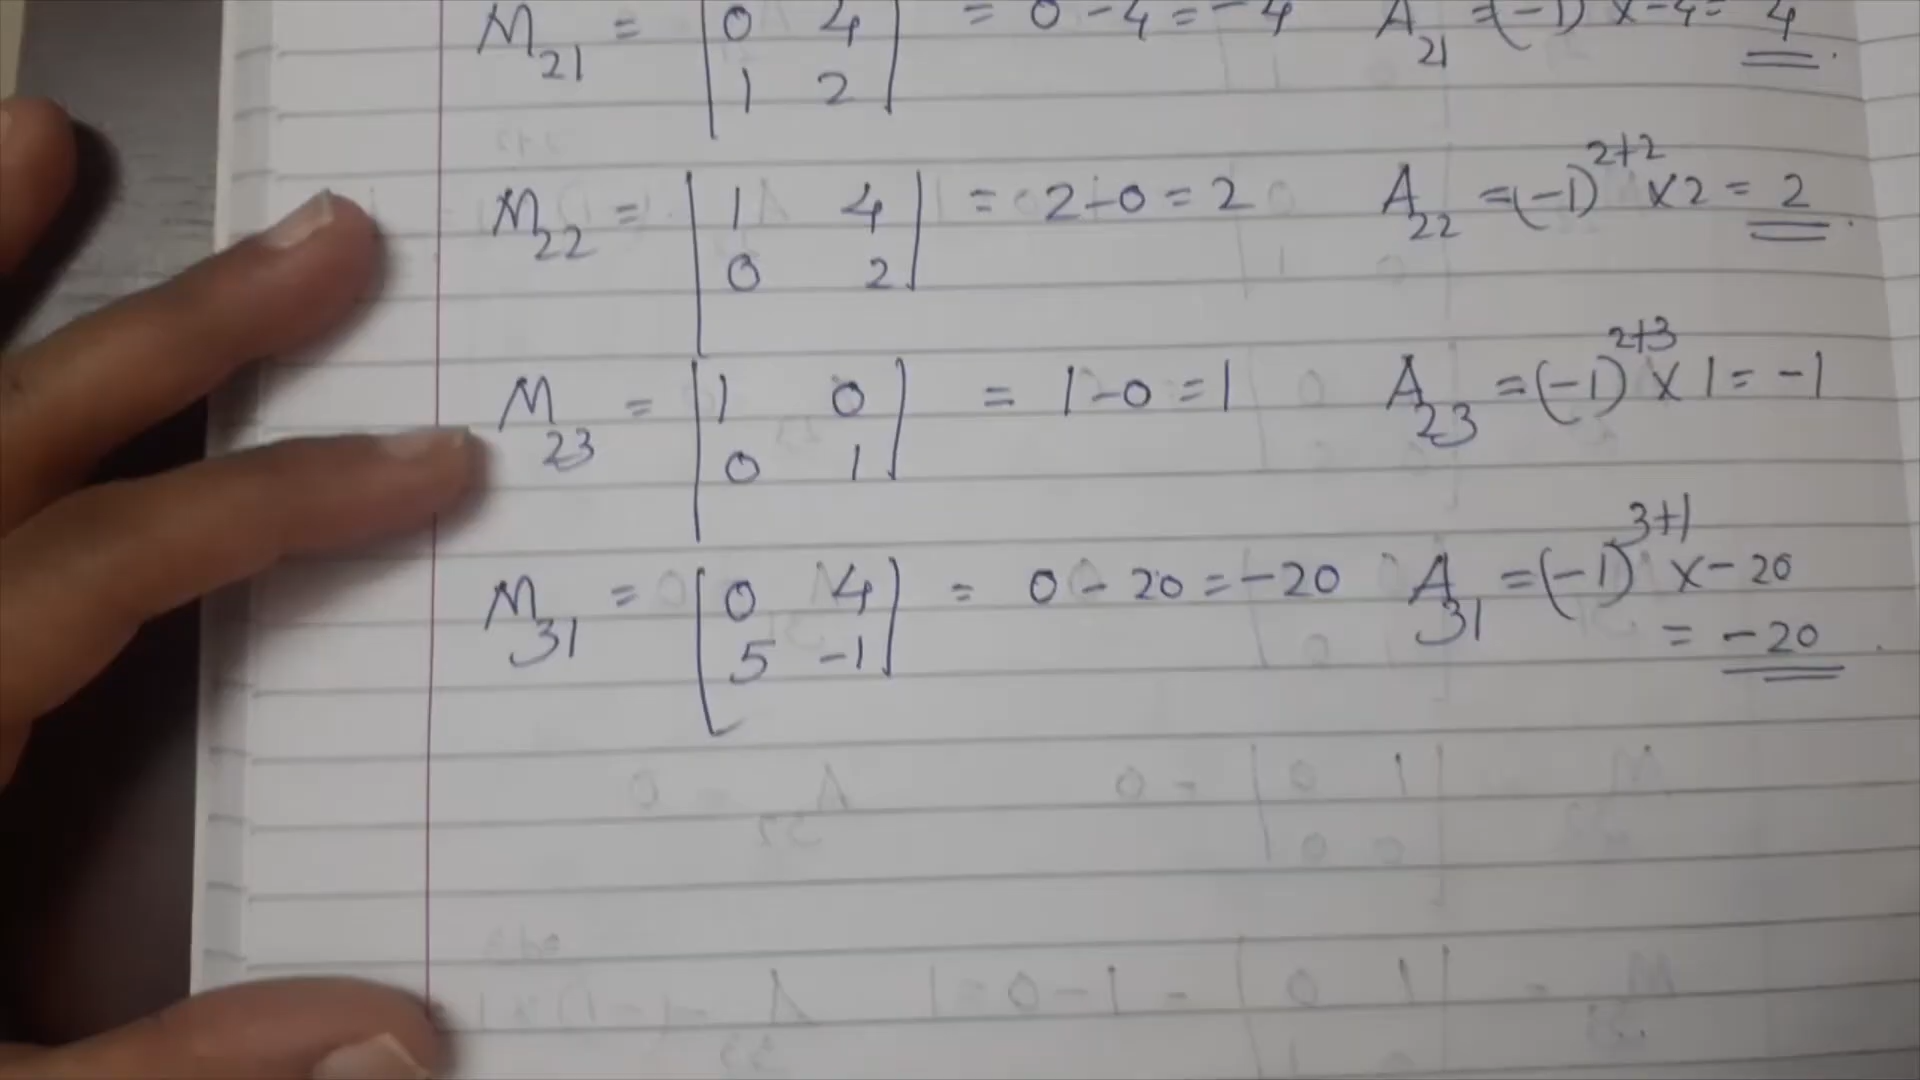 M₂₁ = | 0 4 | = 0 - 4 = -4 A₂₁ = (-1) x -4 = 4
| 1 2 |
M₂₂ = | 1 4 | = 2 - 0 = 2 A₂₂ = (-1)²⁺² x 2 = 2
| 0 2 |
M₂₃ = | 1 0 | = 1 - 0 = 1 A₂₃ = (-1)²⁺³ x 1 = -1
| 0 1 |
M₃₁ = | 0 4 | = 0 - 20 = -20 A₃₁ = (-1)³⁺¹ x -20
| 5 -1 | = -20